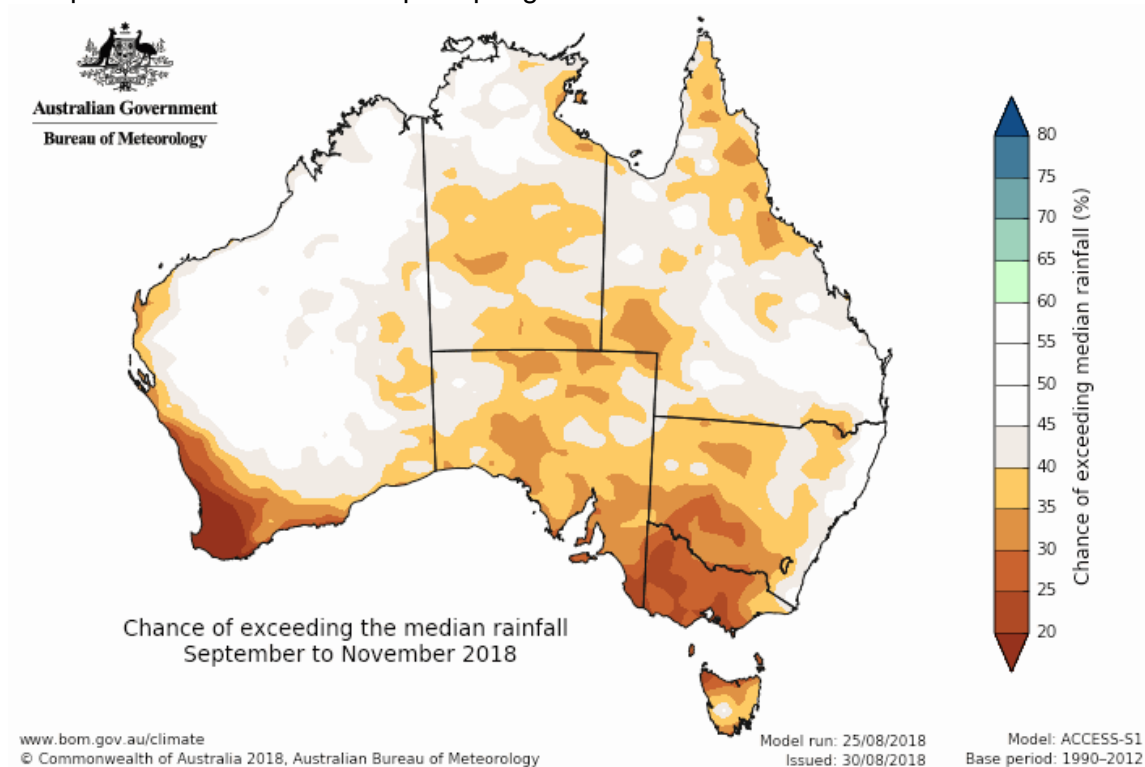 Australian Government
Bureau of Meteorology
80
75
70
65
60
55
50
45
40
35
30
25
20
Chance of exceeding median rainfall (%)
Chance of exceeding the median rainfall
September to November 2018
www.bom.gov.au/climate
© Commonwealth of Australia 2018, Australian Bureau of Meteorology
Model run: 25/08/2018
Issued: 30/08/2018
Model: ACCESS-S1
Base period: 1990–2012